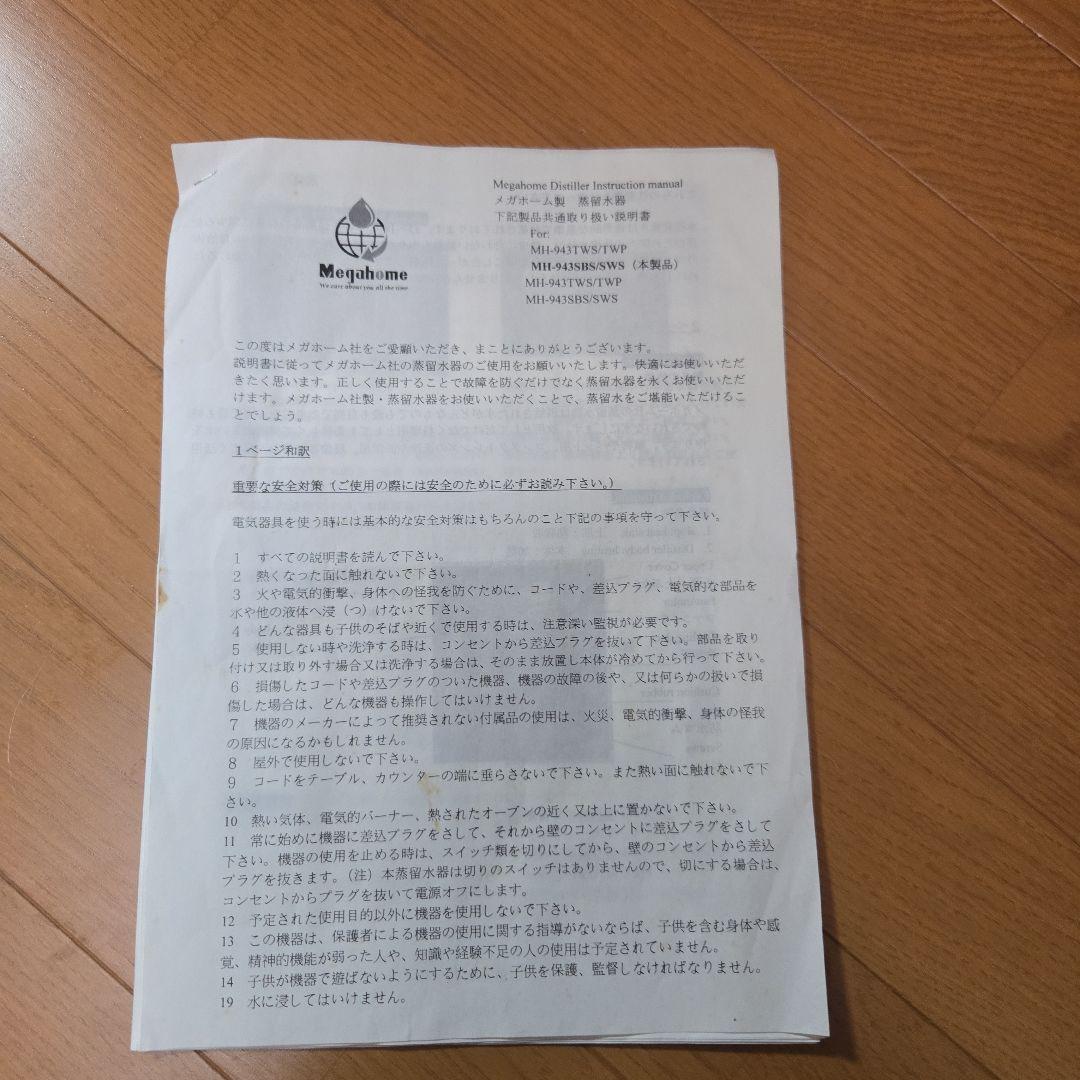 Megahome
We care about you all the time
Megahome Distiller Instruction manual
メガホーム製　蒸留水器
下記製品共通取り扱い説明書
For:
MH-943TWS/TWP
MH-943SBS/SWS（本製品）
MH-943TWS/TWP
MH-943SBS/SWS
この度はメガホーム社をご愛顧いただき、まことにありがとうございます。
説明書に従ってメガホーム社の蒸留水器のご使用をお願いいたします。快適にお使いいただ
きたく思います。正しく使用することで故障を防ぐだけでなく蒸留水器を永くお使いいただ
けます。メガホーム社製・蒸留水器をお使いいただくことで、蒸留水をご堪能いただけるこ
とでしょう。
１ページ和訳
重要な安全対策（ご使用の際には安全のために必ずお読み下さい。）
電気器具を使う時には基本的な安全対策はもちろんのこと下記の事項を守って下さい。
1　すべての説明書を読んで下さい。
2　熱くなった面に触れないで下さい。
3　火や電気的衝撃、身体への怪我を防ぐために、コードや、差込プラグ、電気的な部品を
水や他の液体へ浸（つ）けないで下さい。
4　どんな器具も子供のそばや近くで使用する時は、注意深い監視が必要です。
5　使用しない時や洗浄する時は、コンセントから差込プラグを抜いて下さい。部品を取り
付け又は取り外す場合又は洗浄する場合は、そのまま放置し本体が冷めてから行って下さい。
6　損傷したコードや差込プラグのついた機器、機器の故障の後や、又は何らかの扱いで損
傷した場合は、どんな機器も操作してはいけません。
7　機器のメーカーによって推奨されない付属品の使用は、火災、電気的衝撃、身体の怪我
の原因になるかもしれません。
8　屋外で使用しないで下さい。
9　コードをテーブル、カウンターの端に垂らさないで下さい。また熱い面に触れないで下
さい。
10　熱い気体、電気的バーナー、熱されたオーブンの近く又は上に置かないで下さい。
11　常に始めに機器に差込プラグをさして、それから壁のコンセントに差込プラグをさして
下さい。機器の使用を止める時は、スイッチ類を切りにしてから、壁のコンセントから差込
プラグを抜きます。（注）本蒸留水器は切りのスイッチはありませんので、切にする場合は、
コンセントからプラグを抜いて電源オフにします。
12　予定された使用目的以外に機器を使用しないで下さい。
13　この機器は、保護者による機器の使用に関する指導がないならば、子供を含む身体や感
覚、精神的機能が弱った人や、知識や経験不足の人の使用は予定されていません。
14　子供が機器で遊ばないようにするために、子供を保護、監督しなければなりません。
19　水に浸してはいけません。